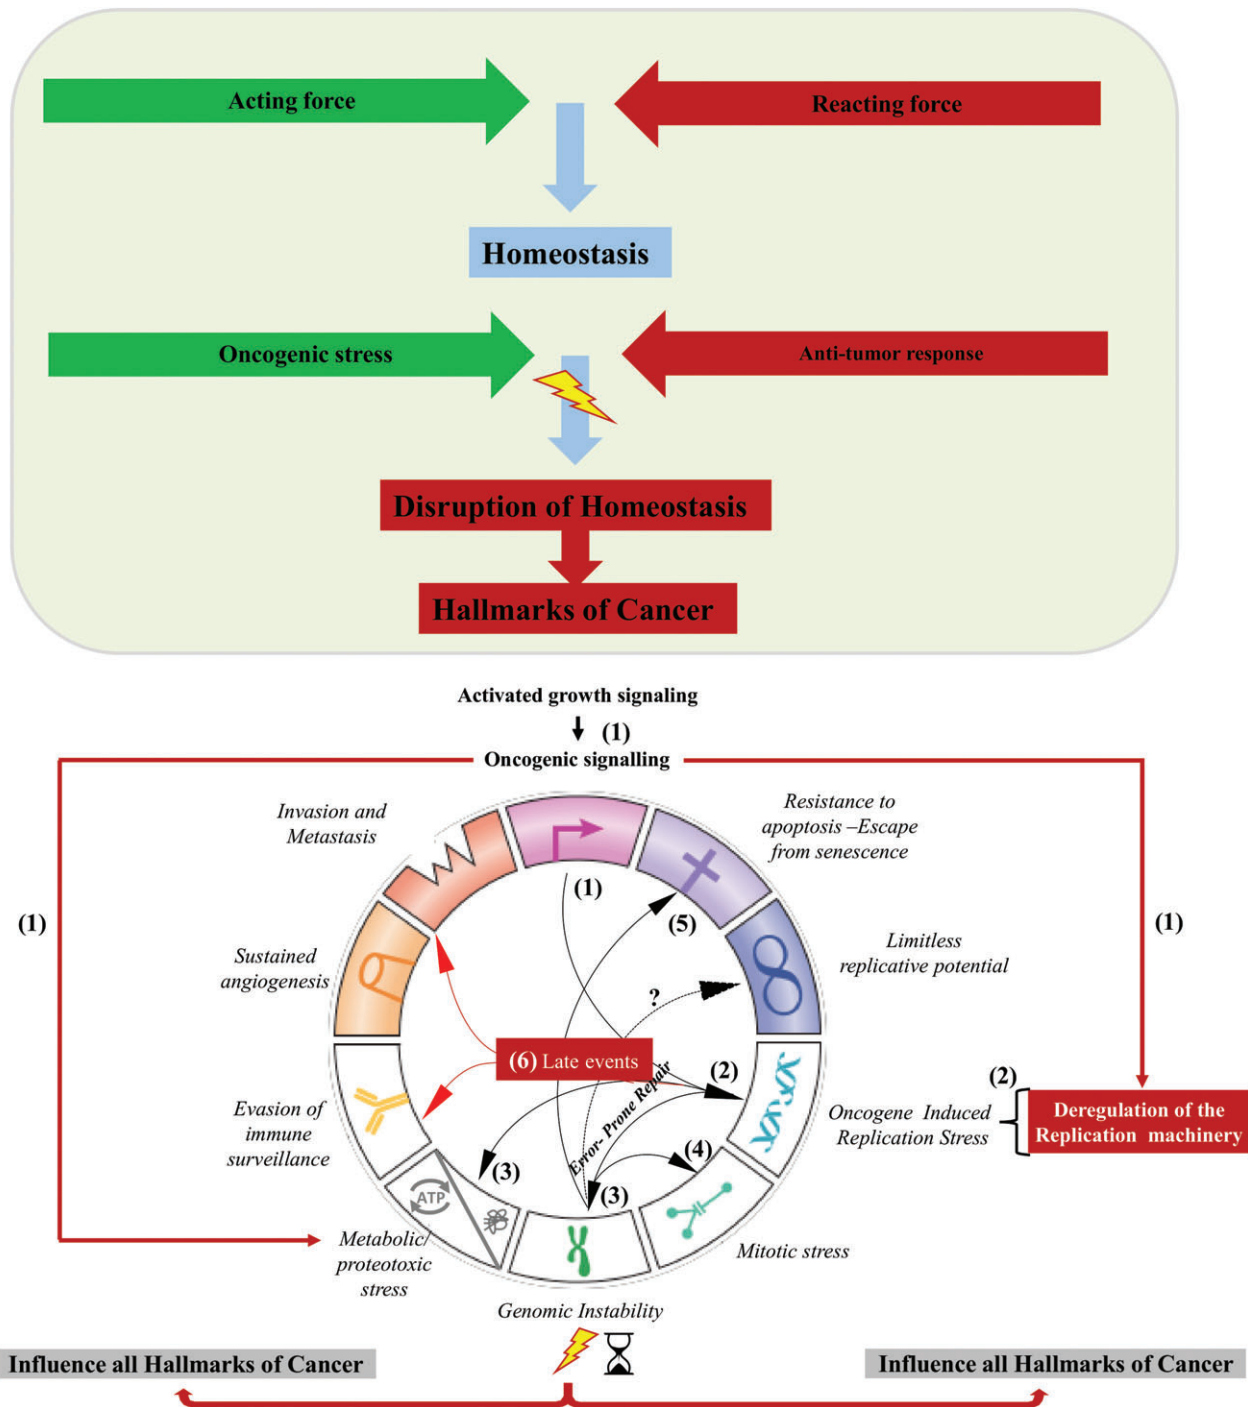 Acting force
Reacting force
Homeostasis
Oncogenic stress
Anti-tumor response
Disruption of Homeostasis
Hallmarks of Cancer
Activated growth signaling
(1)
Oncogenic signalling
Invasion and
Metastasis
Resistance to
apoptosis –Escape
from senescence
(1)
(5)
(1)
(1)
Sustained
angiogenesis
Limitless
replicative potential
?
(6) Late events
(2)
Error- Prone Repair
(2)
Evasion of
immune
surveillance
Oncogene Induced
Replication Stress
Deregulation of the
Replication machinery
(3)
(4)
(3)
ATP
Metabolic/
proteotoxic
stress
Mitotic stress
Genomic Instability
Influence all Hallmarks of Cancer
Influence all Hallmarks of Cancer